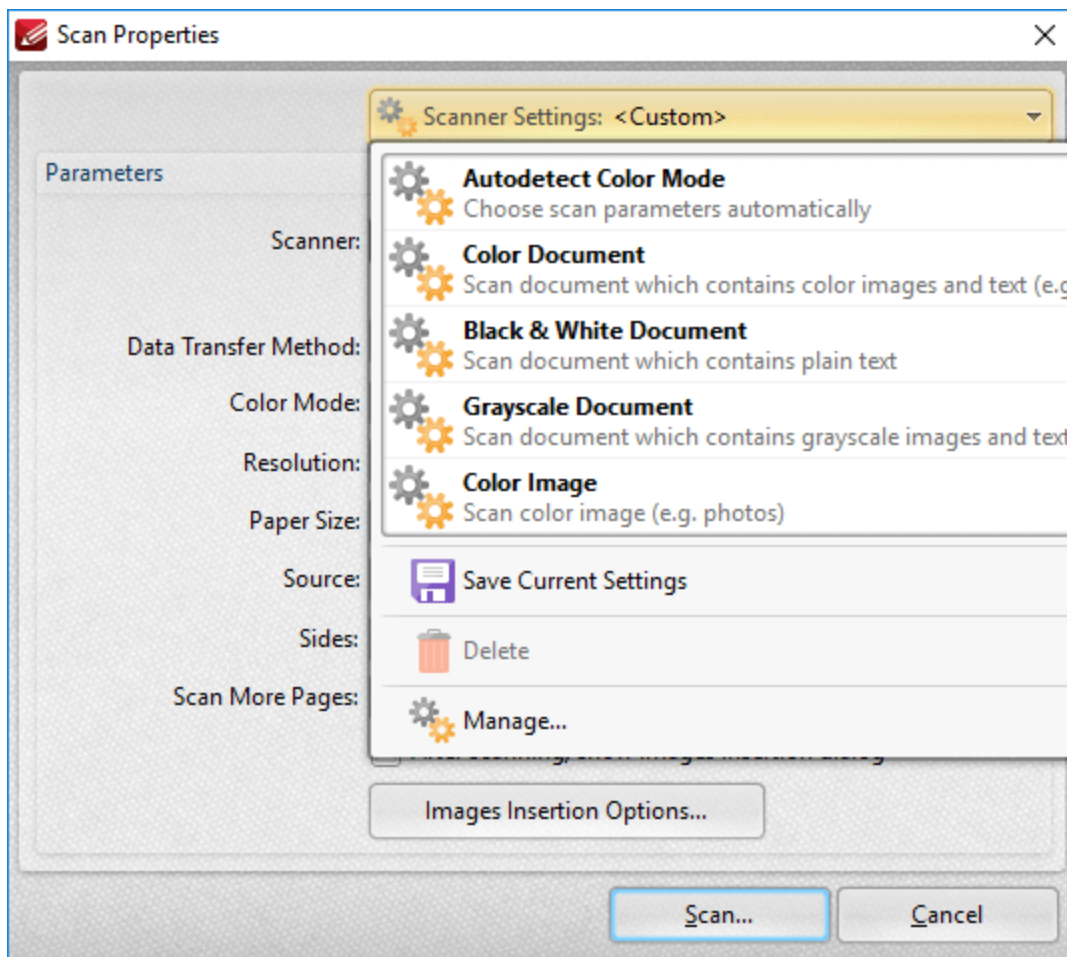 Scan Properties
Scanner Settings: <Custom>
Parameters
Autodetect Color Mode
Choose scan parameters automatically
Scanner:
Color Document
Scan document which contains color images and text (e.g
Black & White Document
Data Transfer Method:
Scan document which contains plain text
Color Mode:
Grayscale Document
Scan document which contains grayscale images and text
Resolution:
Color Image
Scan color image (e.g. photos)
Paper Size:
Source:
Save Current Settings
Sides:
Delete
Scan More Pages:
Manage...
Images Insertion Options...
Scan...
Cancel